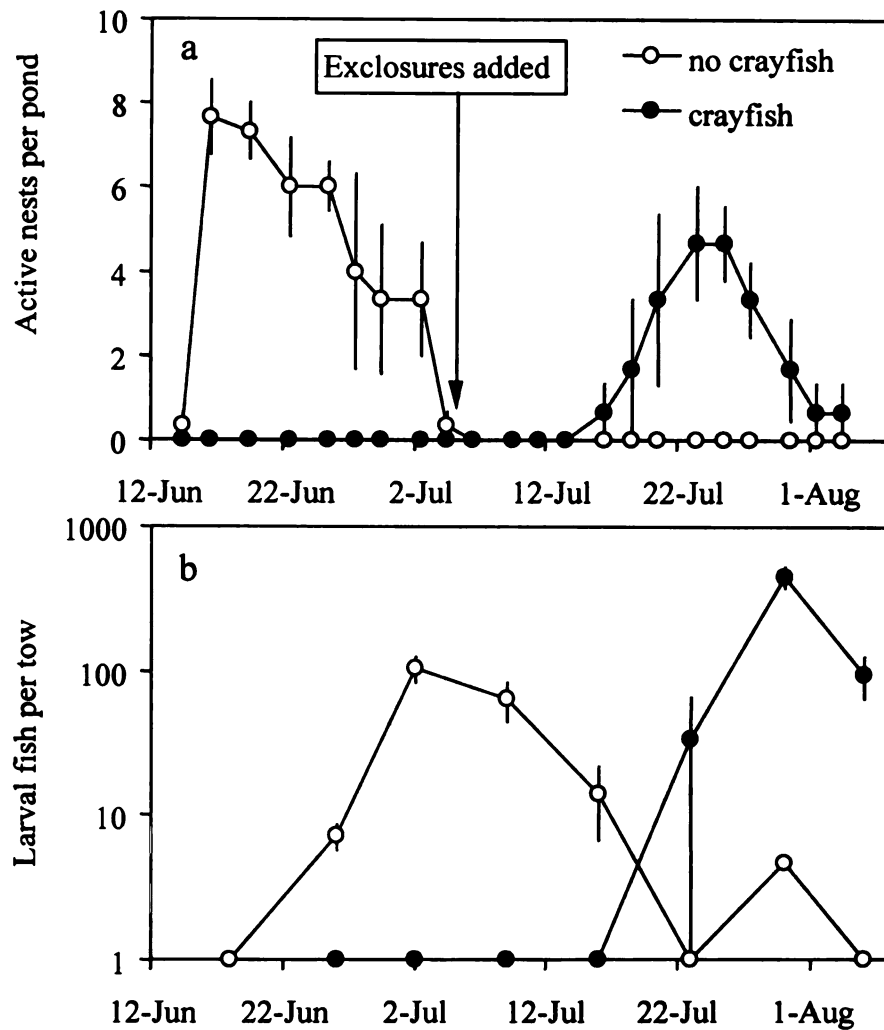 a
Exclosures added
no crayfish
crayfish
Active nests per pond
10
8
6
4
2
0
12-Jun 22-Jun 2-Jul 12-Jul 22-Jul 1-Aug
b
Larval fish per tow
1000
100
10
1
12-Jun 22-Jun 2-Jul 12-Jul 22-Jul 1-Aug